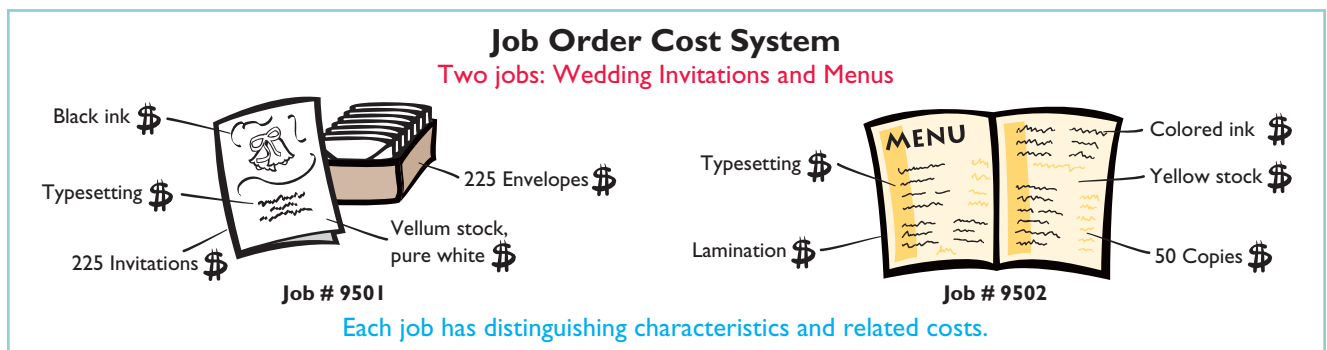 Job Order Cost System
Two jobs: Wedding Invitations and Menus
Black ink $
Typesetting $
225 Invitations $
225 Envelopes $
Vellum stock,
pure white $
Job # 9501
MENU
Typesetting $
Lamination $
Colored ink $
Yellow stock $
50 Copies $
Job # 9502
Each job has distinguishing characteristics and related costs.